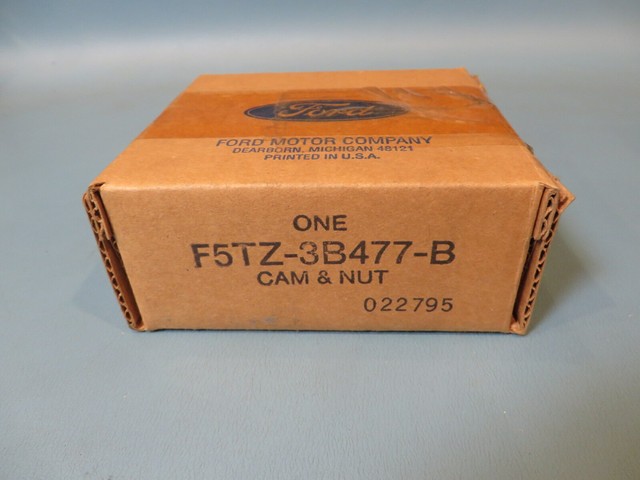 Ford
FORD MOTOR COMPANY
DEARBORN, MICHIGAN 48121
PRINTED IN U.S.A.
ONE
F5TZ-3B477-B
CAM & NUT
022795